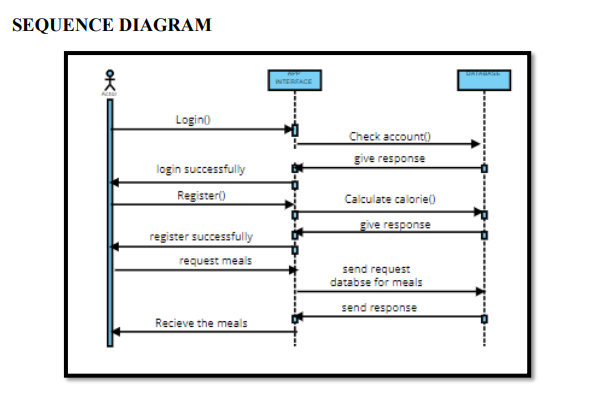 SEQUENCE DIAGRAM
APP
INTERFACE
DATABASE
Actor
Login()
Check account()
give response
login successfully
Register()
Calculate calorie()
give response
register successfully
request meals
send request
databse for meals
send response
Recieve the meals